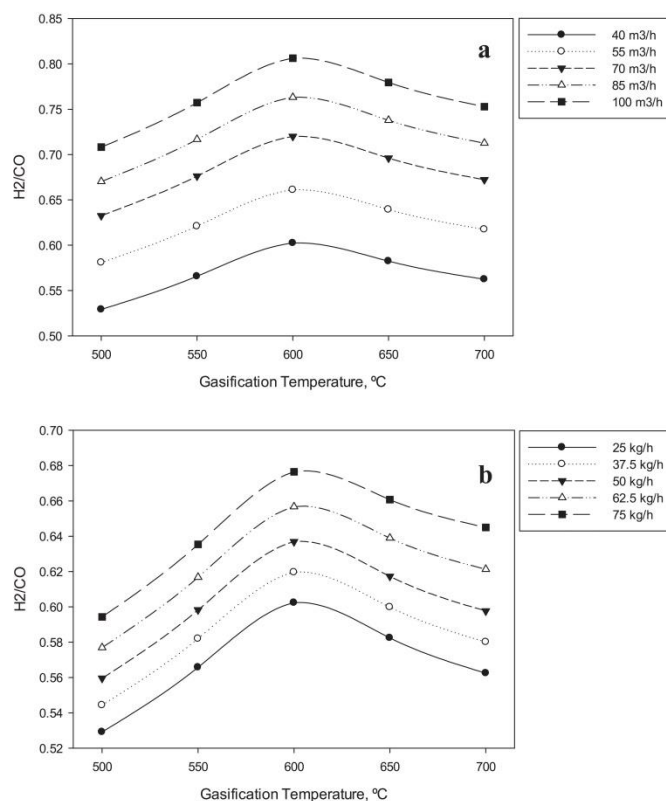 a
40 m3/h
55 m3/h
70 m3/h
85 m3/h
100 m3/h
H2/CO
0.85
0.80
0.75
0.70
0.65
0.60
0.55
0.50
500 550 600 650 700
Gasification Temperature, ºC
b
25 kg/h
37.5 kg/h
50 kg/h
62.5 kg/h
75 kg/h
H2/CO
0.70
0.68
0.66
0.64
0.62
0.60
0.58
0.56
0.54
0.52
500 550 600 650 700
Gasification Temperature, ºC